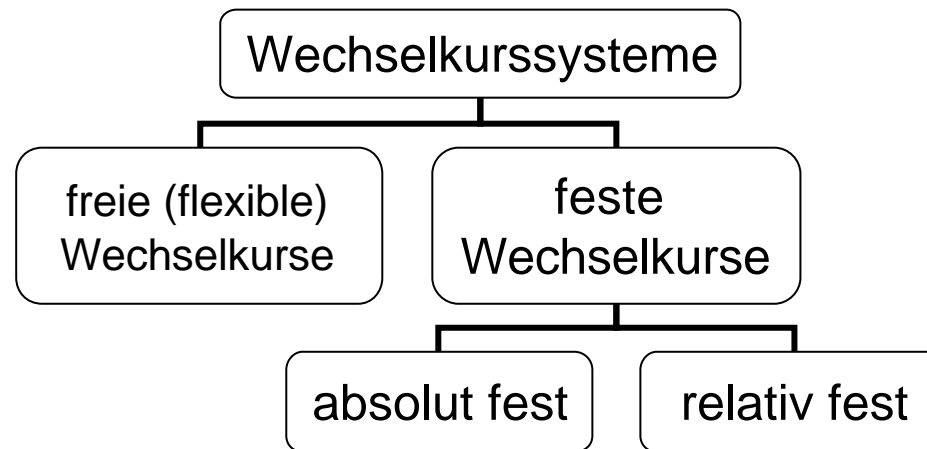 Wechselkurssysteme
freie (flexible)
Wechselkurse
feste
Wechselkurse
absolut fest
relativ fest